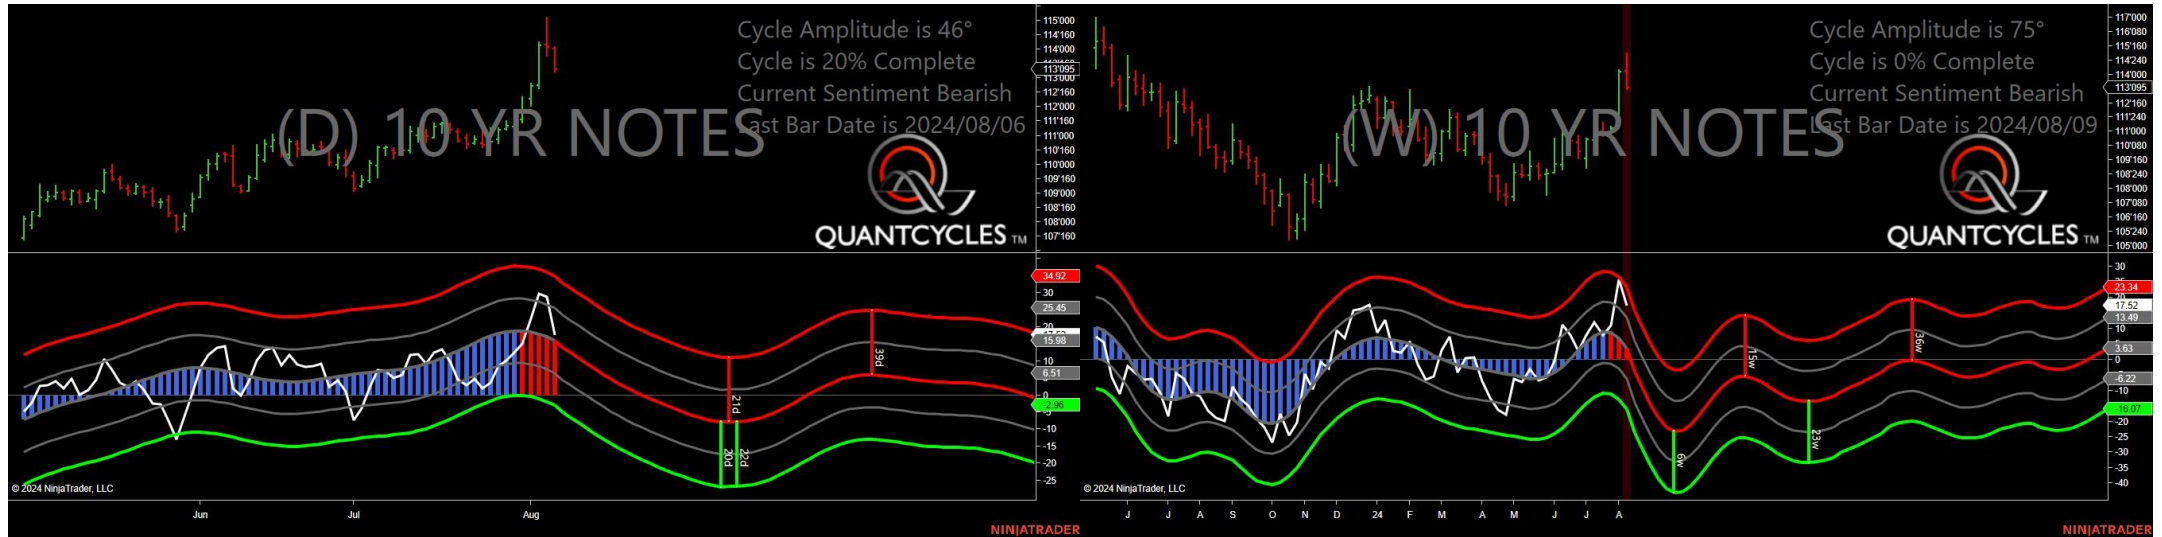 Cycle Amplitude is 46°
Cycle is 20% Complete
Current Sentiment Bearish
Last Bar Date is 2024/08/06
(D) 10 YR NOTES
QUANTCYCLES TM
115'000
114'160
114'000
113'095
113'000
112'160
112'000
111'160
111'000
110'160
110'000
109'160
109'000
108'160
108'000
107'160
34.92
30
25.45
20
15.98
10
6.51
0
-2.96
-10
-15
-20
-25
21d
20d
22d
39d
© 2024 NinjaTrader, LLC
Jun
Jul
Aug
NINJATRADER
Cycle Amplitude is 75°
Cycle is 0% Complete
Current Sentiment Bearish
Last Bar Date is 2024/08/09
(W) 10 YR NOTES
QUANTCYCLES TM
117'000
116'080
115'160
114'240
114'000
113'095
112'160
111'240
111'000
110'080
109'160
108'240
108'000
107'080
106'160
105'240
105'000
30
23.34
17.52
13.49
10
3.63
0
-6.22
-10
-16.07
-20
-25
-30
-35
-40
6w
15w
23w
36w
© 2024 NinjaTrader, LLC
J
J
A
S
O
N
D
24
F
M
A
M
J
J
A
NINJATRADER